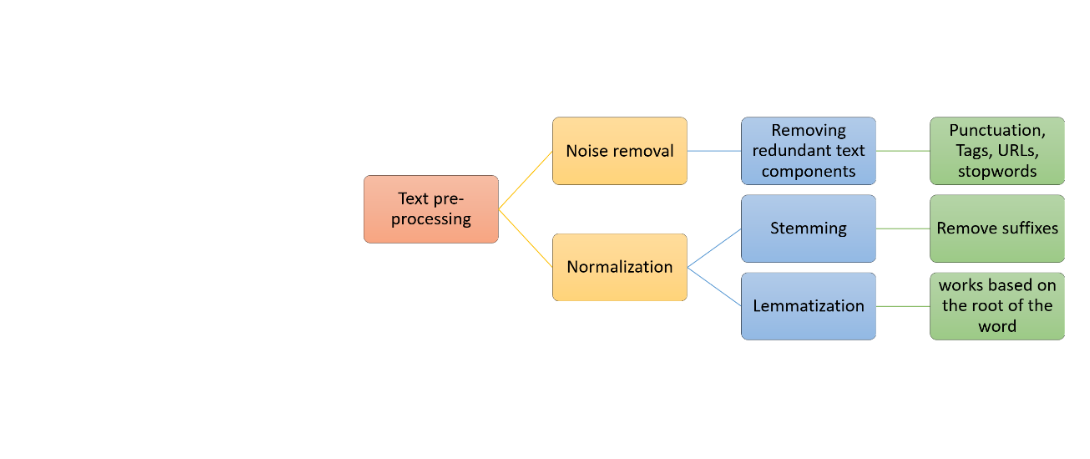 Text pre-
processing
Noise removal
Normalization
Removing
redundant text
components
Stemming
Lemmatization
Punctuation,
Tags, URLs,
stopwords
Remove suffixes
works based on
the root of the
word